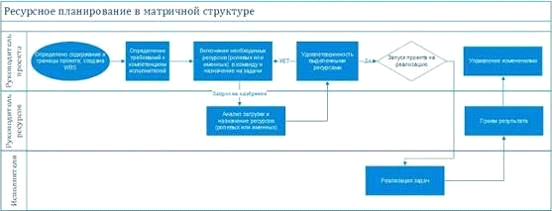 Ресурсное планирование в матричной структуре
Руководитель
проекта
Определено содержание и
границы проекта, создана
WBS
Определение
требований к
компетенциям
исполнителей
Включение необходимых
ресурсов (ролевых или
именных) в команду и
назначение на задачи
НЕТ
Удовлетворенность
выделенными
ресурсами
ДА
Запуск проекта на
реализацию
Управление изменениями
Руководитель
ресурсов
Запрос на одобрение
Анализ загрузки и
назначение ресурсов
(ролевых или именных)
Прием результата
Исполнители
Реализация задач